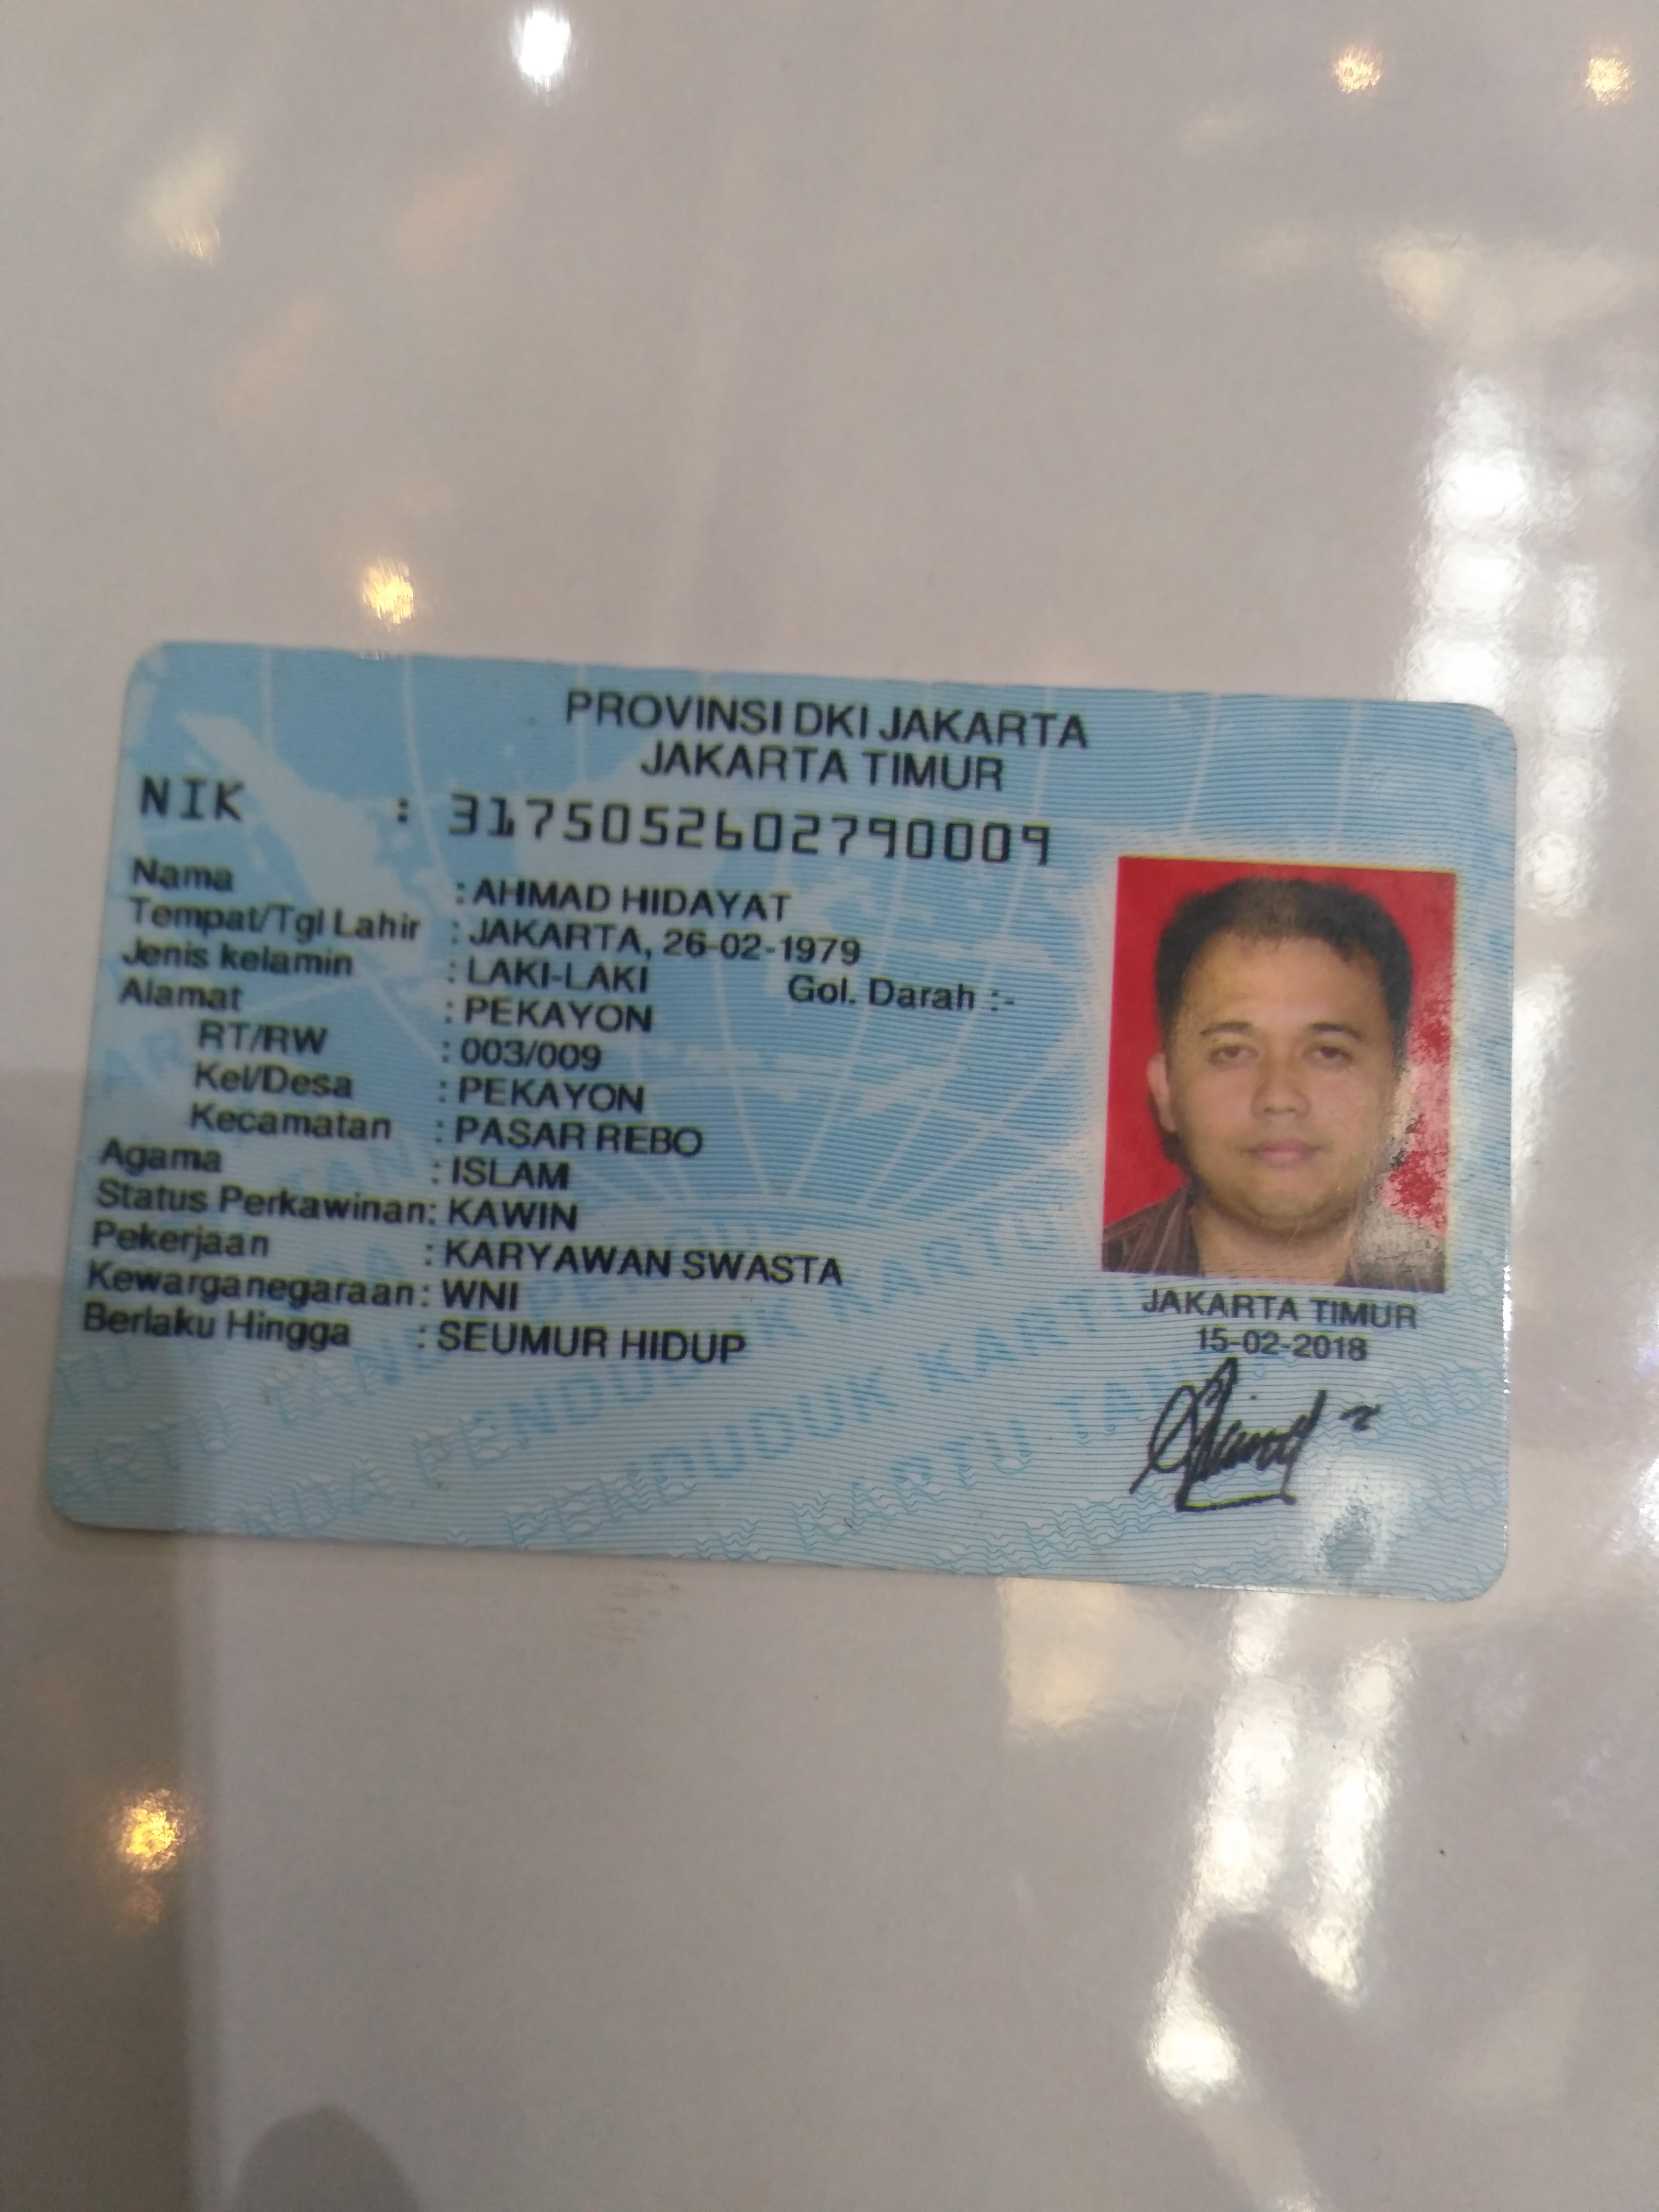 PROVINSI DKI JAKARTA
JAKARTA TIMUR
NIK : 3175052602790009
Nama : AHMAD HIDAYAT
Tempat/Tgl Lahir : JAKARTA, 26-02-1979
Jenis kelamin : LAKI-LAKI Gol. Darah :-
Alamat : PEKAYON
RT/RW : 003/009
Kel/Desa : PEKAYON
Kecamatan : PASAR REBO
Agama : ISLAM
Status Perkawinan: KAWIN
Pekerjaan : KARYAWAN SWASTA
Kewarganegaraan: WNI
Berlaku Hingga : SEUMUR HIDUP
JAKARTA TIMUR
15-02-2018